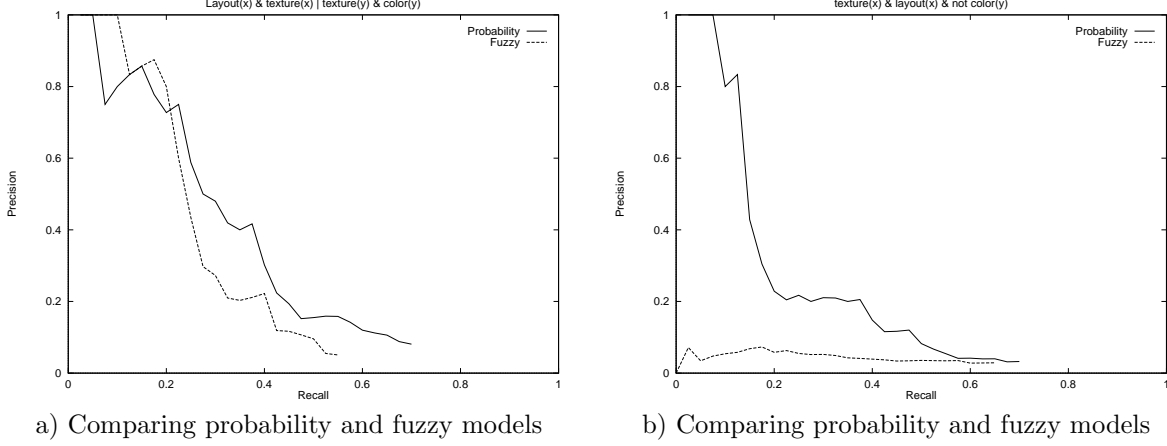 Layout(x) & texture(x) | texture(y) & color(y)
Probability
Fuzzy
1
0.8
0.6
0.4
0.2
0
Precision
0 0.2 0.4 0.6 0.8 1
Recall
a) Comparing probability and fuzzy models
texture(x) & layout(x) & not color(y)
Probability
Fuzzy
1
0.8
0.6
0.4
0.2
0
Precision
0 0.2 0.4 0.6 0.8 1
Recall
b) Comparing probability and fuzzy models